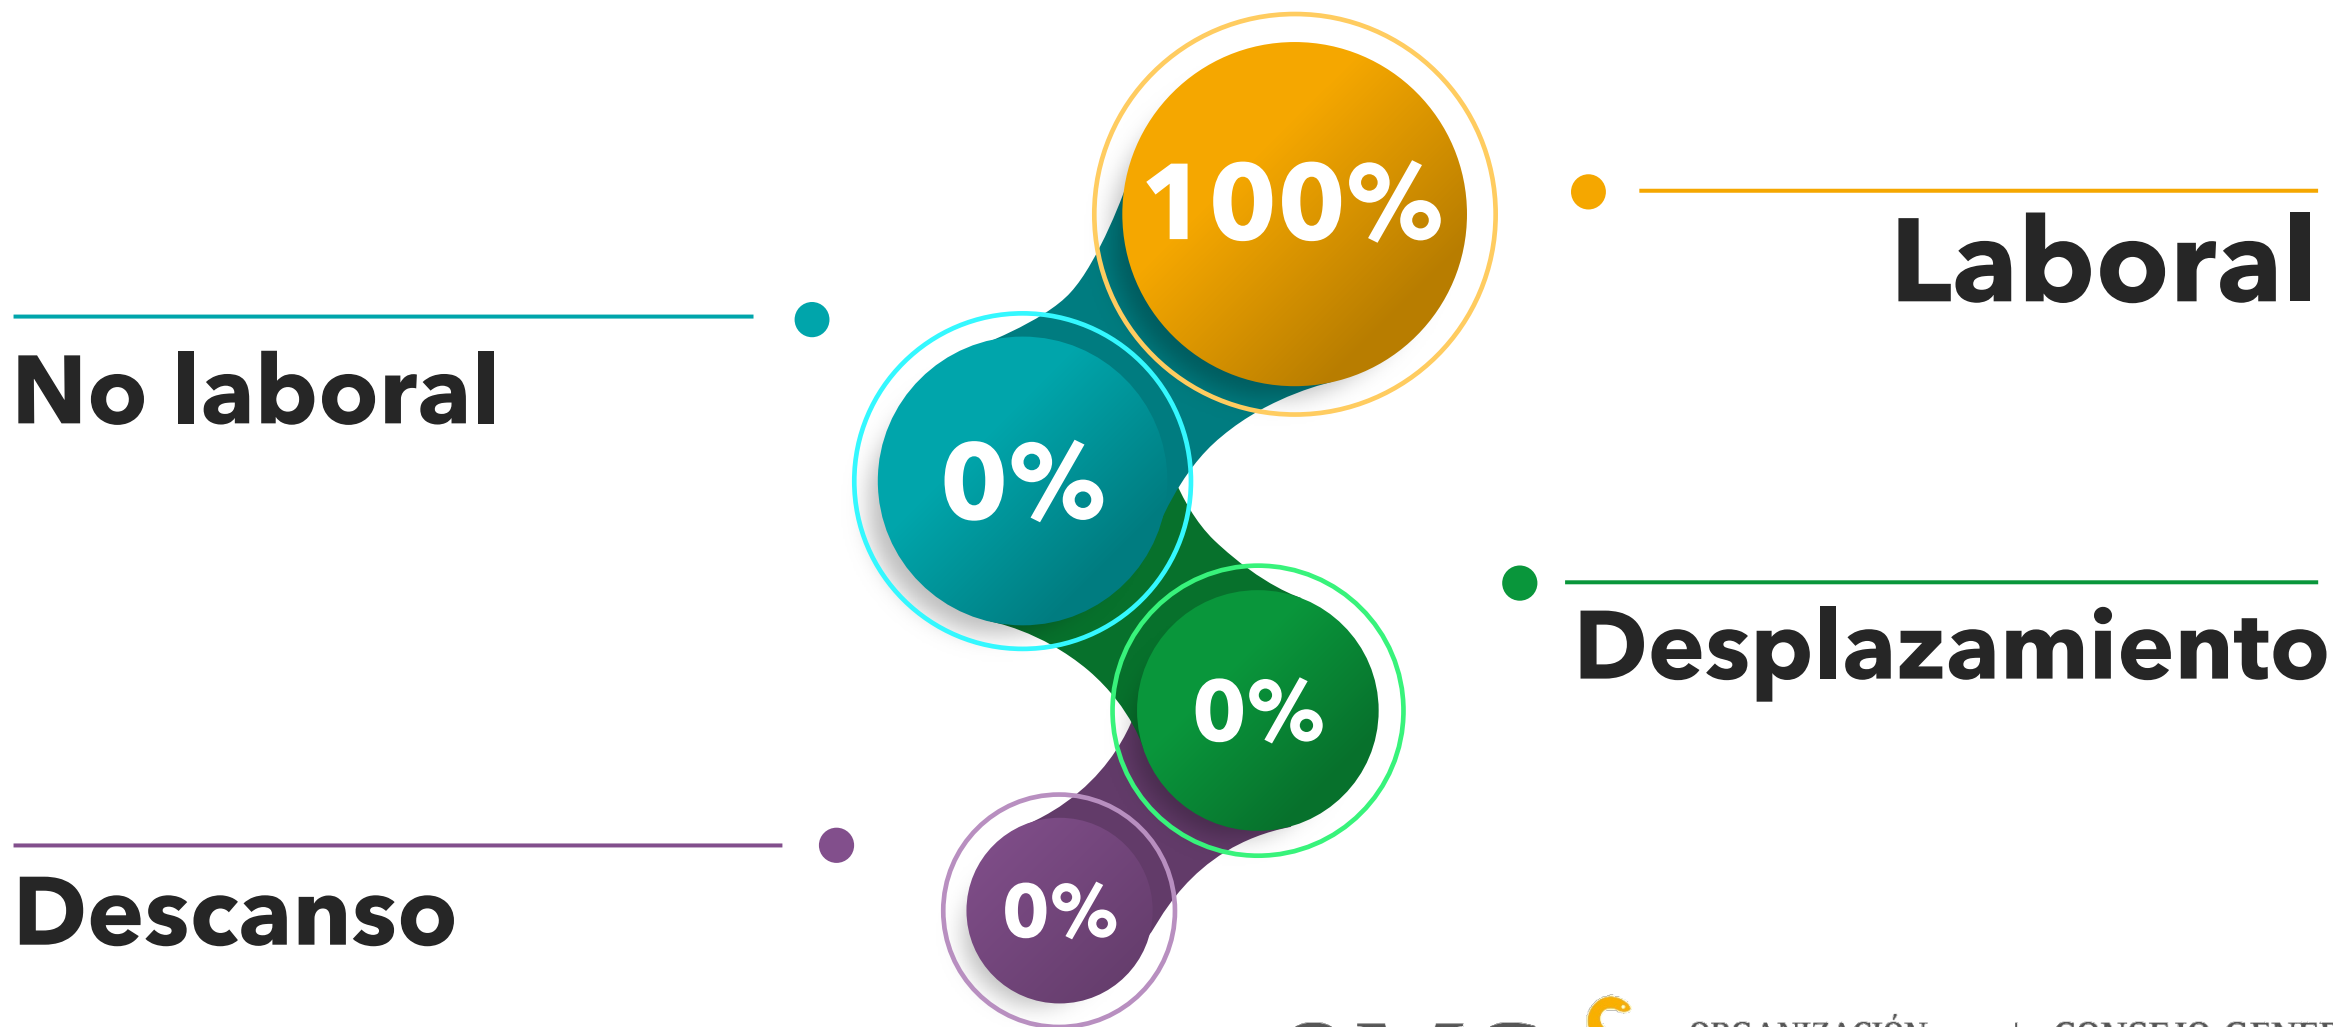 100%
Laboral
No laboral
0%
Desplazamiento
0%
Descanso
0%